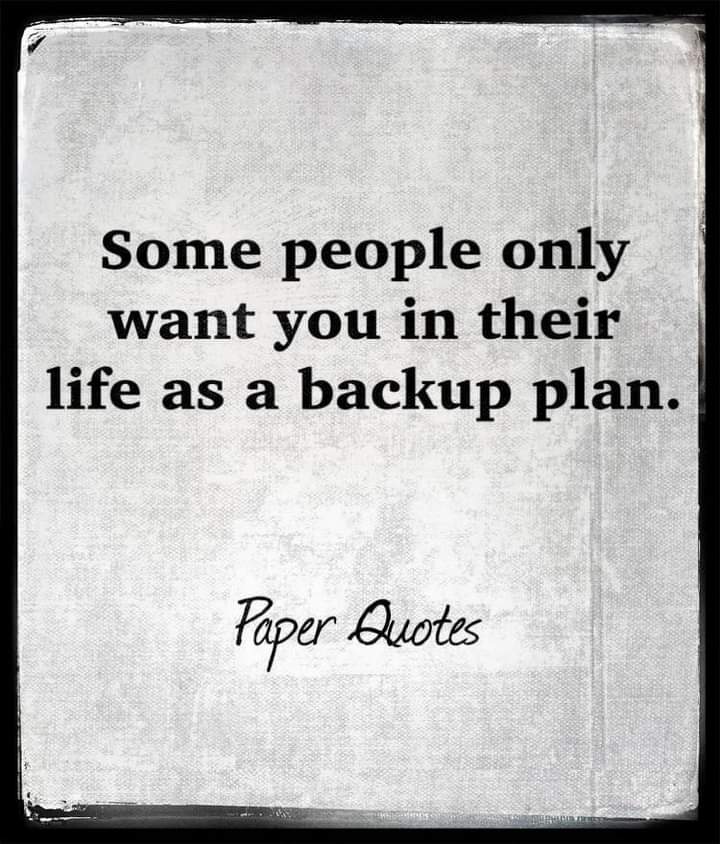 Some people only
want you in their
life as a backup plan.
Paper Quotes